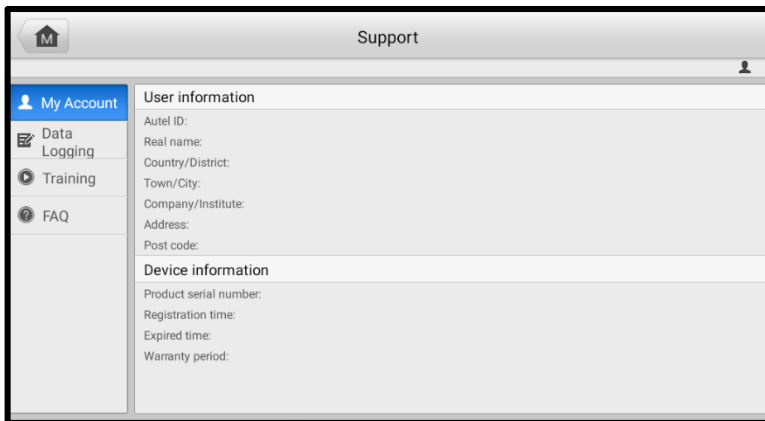 M
Support
My Account
Data
Logging
Training
FAQ
User information
Autel ID:
Real name:
Country/District:
Town/City:
Company/Institute:
Address:
Post code:
Device information
Product serial number:
Registration time:
Expired time:
Warranty period: